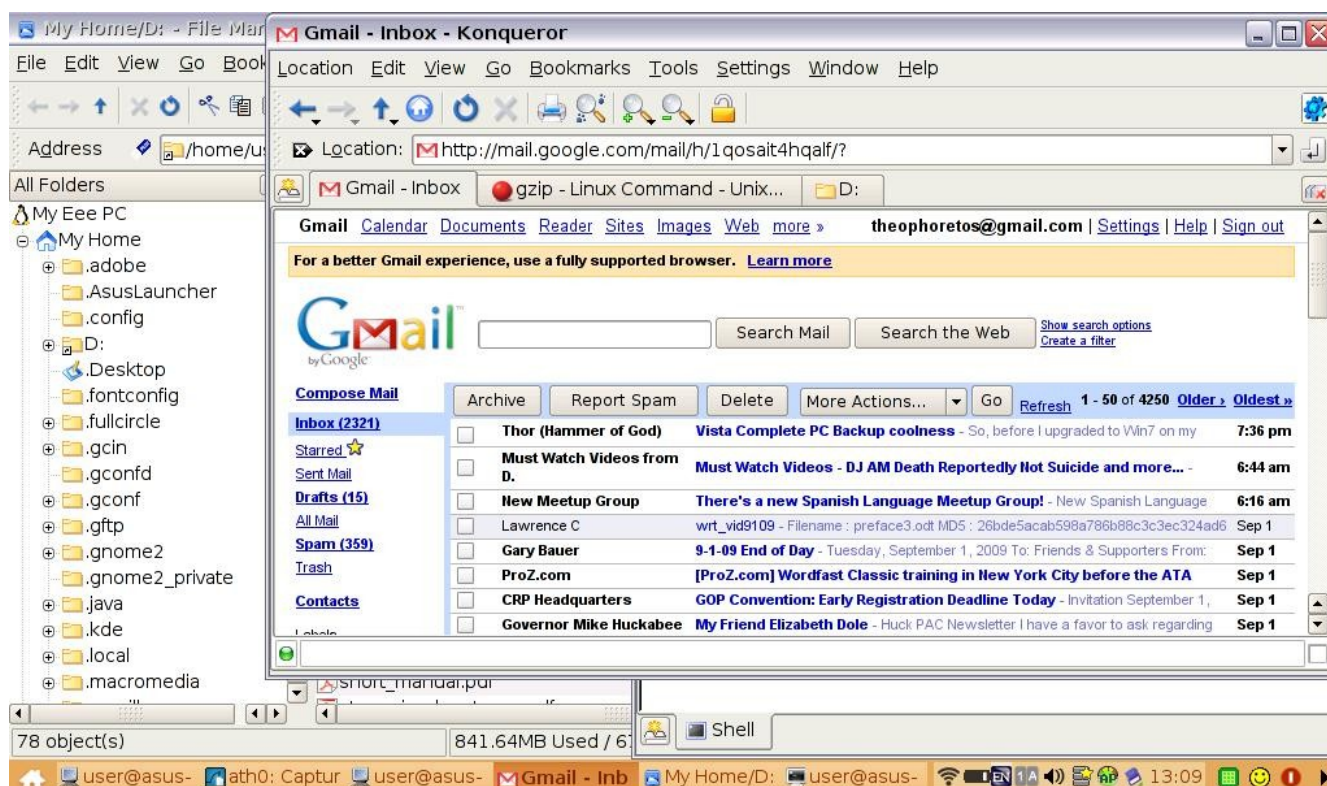 My Home/D: - File Mar
File Edit View Go Book
Address /home/u
All Folders
My Eee PC
My Home
.adobe
.AsusLauncher
.config
D:
.Desktop
.fontconfig
.fullcircle
.gcin
.gconfd
.gconf
.gftp
.gnome2
.gnome2_private
.java
.kde
.local
.macromedia
78 object(s)
Gmail - Inbox - Konqueror
Location Edit View Go Bookmarks Tools Settings Window Help
Location: http://mail.google.com/mail/h/1qosait4hqalf/?
Gmail - Inbox gzip - Linux Command - Unix... D:
Gmail Calendar Documents Reader Sites Images Web more » theophoretos@gmail.com | Settings | Help | Sign out
For a better Gmail experience, use a fully supported browser. Learn more
Gmail
by Google
TM
Search Mail Search the Web Show search options
Create a filter
Compose Mail
Inbox (2321)
Starred
Sent Mail
Drafts (15)
All Mail
Spam (359)
Trash
Contacts
Labels
Archive Report Spam Delete More Actions... Go Refresh 1 - 50 of 4250 Older › Oldest »
Thor (Hammer of God) Vista Complete PC Backup coolness - So, before I upgraded to Win7 on my 7:36 pm
Must Watch Videos from D. Must Watch Videos - DJ AM Death Reportedly Not Suicide and more... - 6:44 am
New Meetup Group There's a new Spanish Language Meetup Group! - New Spanish Language 6:16 am
Lawrence C wrt_vid9109 - Filename : preface3.odt MD5 : 26bde5acab598a786b88c3c3ec324ad6 Sep 1
Gary Bauer 9-1-09 End of Day - Tuesday, September 1, 2009 To: Friends & Supporters From: Sep 1
ProZ.com [ProZ.com] Wordfast Classic training in New York City before the ATA Sep 1
CRP Headquarters GOP Convention: Early Registration Deadline Today - Invitation September 1, Sep 1
Governor Mike Huckabee My Friend Elizabeth Dole - Huck PAC Newsletter I have a favor to ask regarding Sep 1
short_manual.pdf
841.64MB Used / 6
Shell
user@asus- ath0: Captur user@asus- Gmail - Inb My Home/D: user@asus- EN 1A AP 13:09